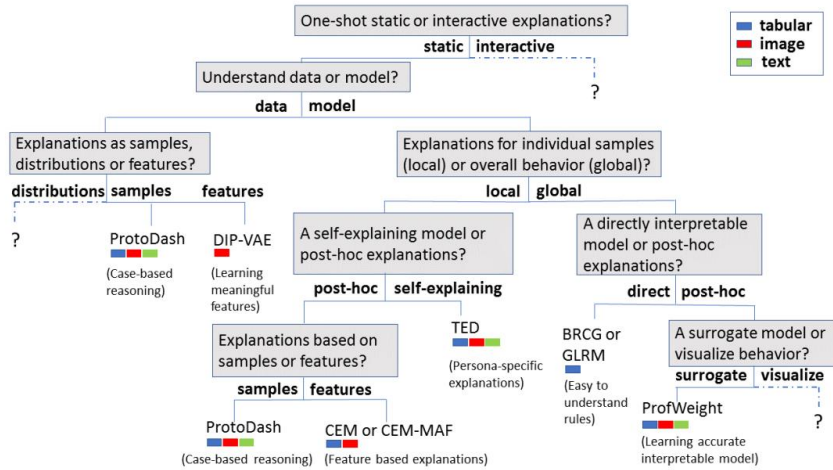 One-shot static or interactive explanations?
tabular
image
text
static interactive
Understand data or model?
?
data model
Explanations as samples,
distributions or features?
Explanations for individual samples
(local) or overall behavior (global)?
distributions samples features
local global
?
ProtoDash
(Case-based
reasoning)
DIP-VAE
(Learning
meaningful
features)
A self-explaining model or
post-hoc explanations?
A directly interpretable
model or post-hoc
explanations?
post-hoc self-explaining
direct post-hoc
Explanations based on
samples or features?
TED
(Persona-specific
explanations)
BRCG or
GLRM
(Easy to
understand
rules)
A surrogate model or
visualize behavior?
samples features
surrogate visualize
ProtoDash
(Case-based reasoning)
CEM or CEM-MAF
(Feature based explanations)
ProfWeight
(Learning accurate
interpretable model)
?